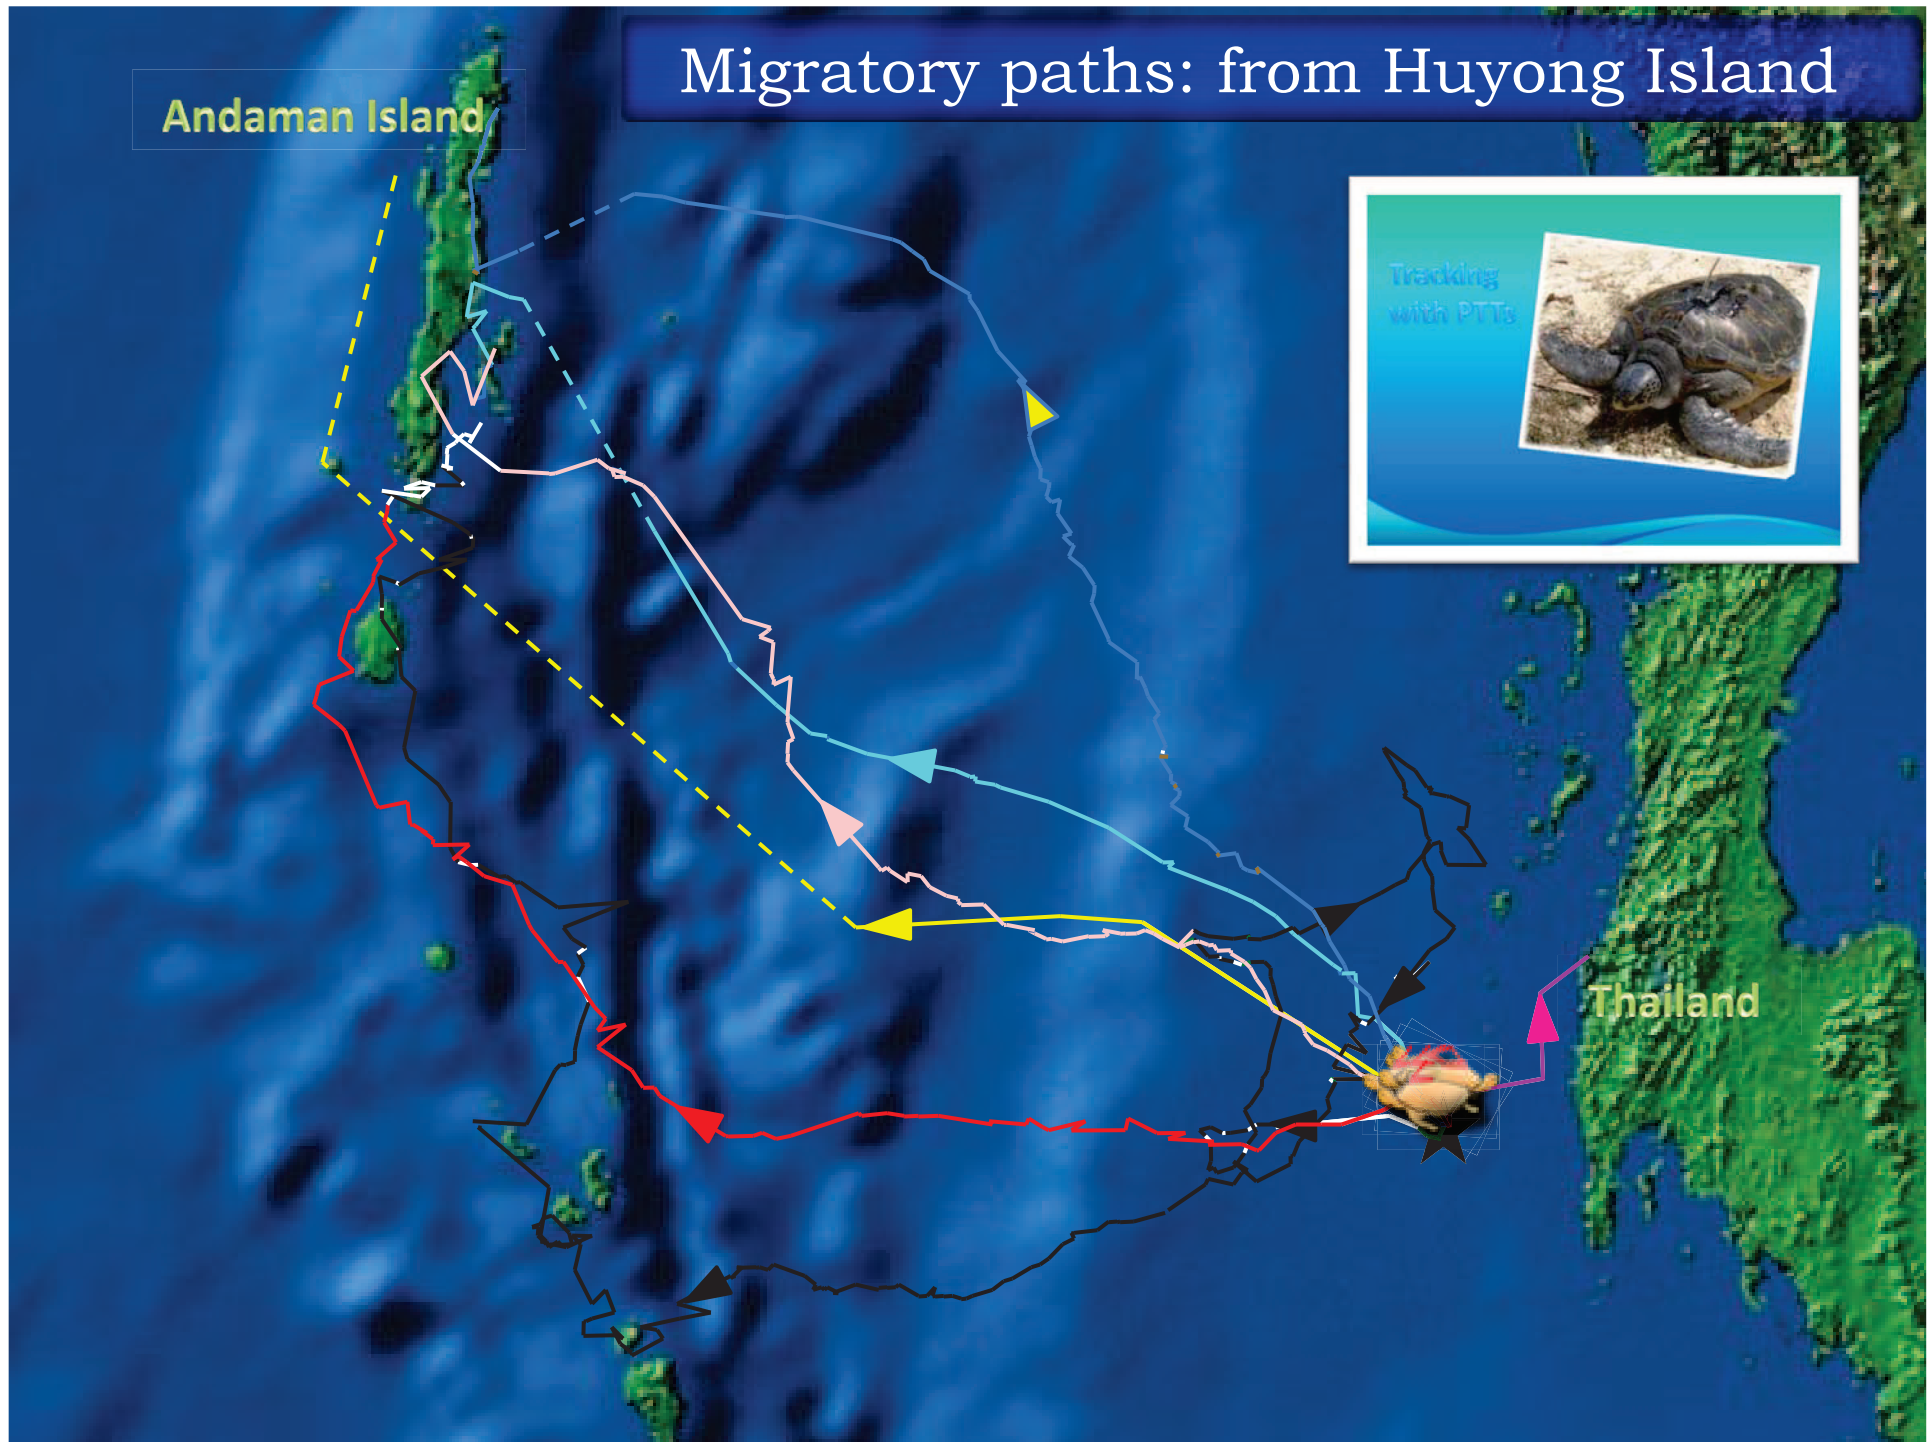 Migratory paths: from Huyong Island
Andaman Island
Tracking
with PTTs
Thailand